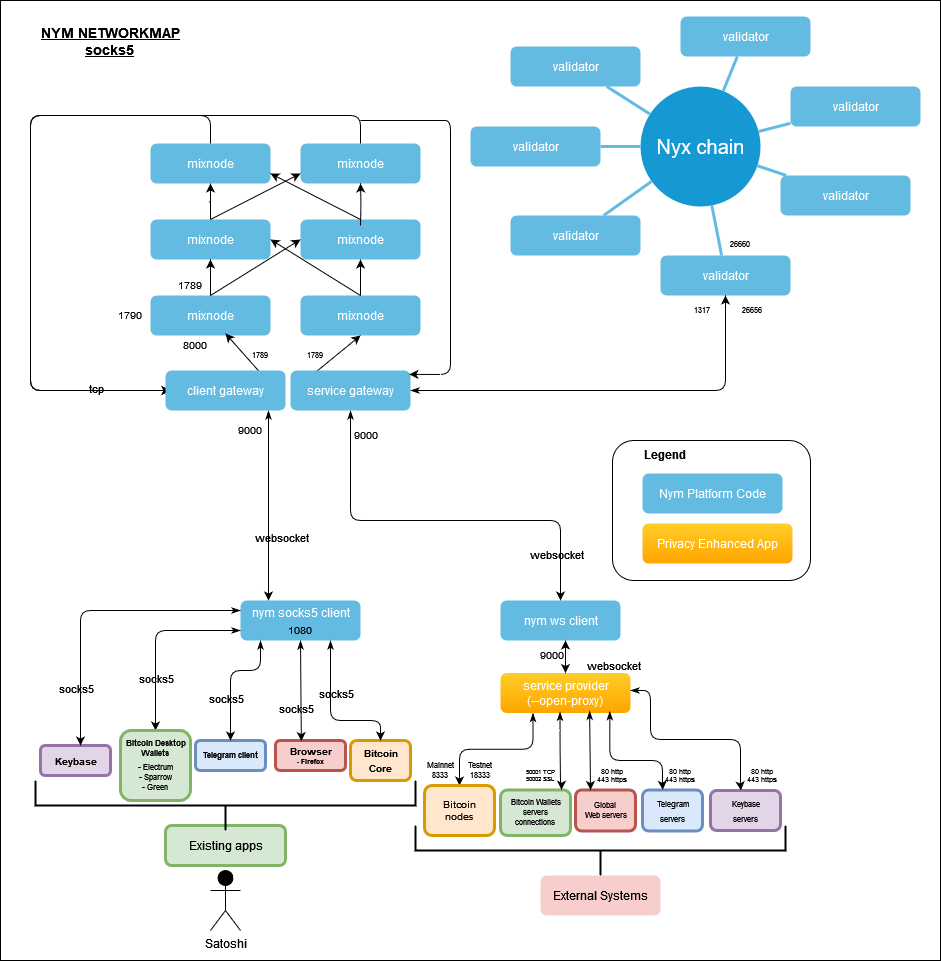 NYM NETWORKMAP
socks5
validator
validator
validator
validator
Nyx chain
validator
validator
validator
26660
validator
1317
26656
mixnode
mixnode
mixnode
mixnode
1789
1790
mixnode
mixnode
8000
1789
1789
tcp
client gateway
service gateway
9000
9000
Legend
Nym Platform Code
Privacy Enhanced App
websocket
websocket
nym socks5 client
1080
nym ws client
9000
websocket
service provider
(--open-proxy)
socks5
socks5
socks5
socks5
Keybase
Bitcoin Desktop
Wallets
- Electrum
- Sparrow
- Green
Telegram client
Browser
- Firefox
Bitcoin
Core
Mainnet
8333
Testnet
18333
50001 TCP
50002 SSL
80 http
443 https
80 http
443 https
80 http
443 https
Bitcoin
nodes
Bitcoin Wallets
servers
connections
Global
Web servers
Telegram
servers
Keybase
servers
Existing apps
External Systems
Satoshi